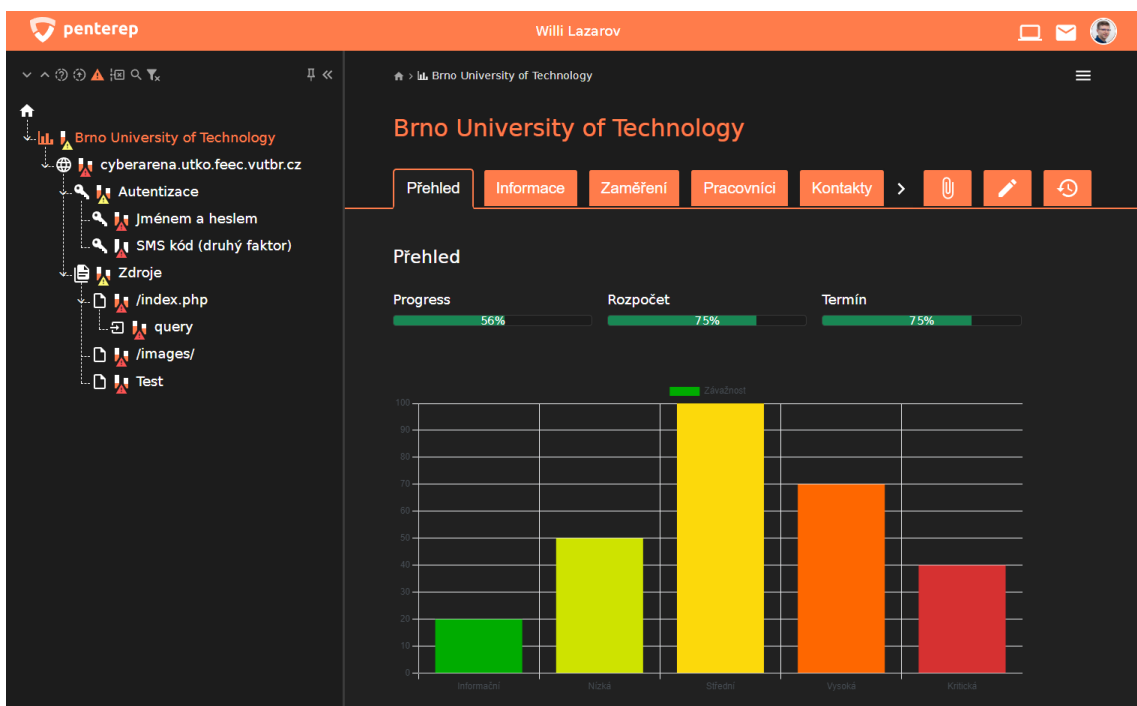 penterep
Willi Lazarov
Brno University of Technology
cyberarena.utko.feec.vutbr.cz
Autentizace
Jménem a heslem
SMS kód (druhý faktor)
Zdroje
/index.php
query
/images/
Test
> Brno University of Technology
Brno University of Technology
Přehled Informace Zaměření Pracovníci Kontakty
Přehled
Progress Rozpočet Termín
56% 75% 75%
Závažnost
100
90
80
70
60
50
40
30
20
10
0
Informační Nízká Střední Vysoká Kritická